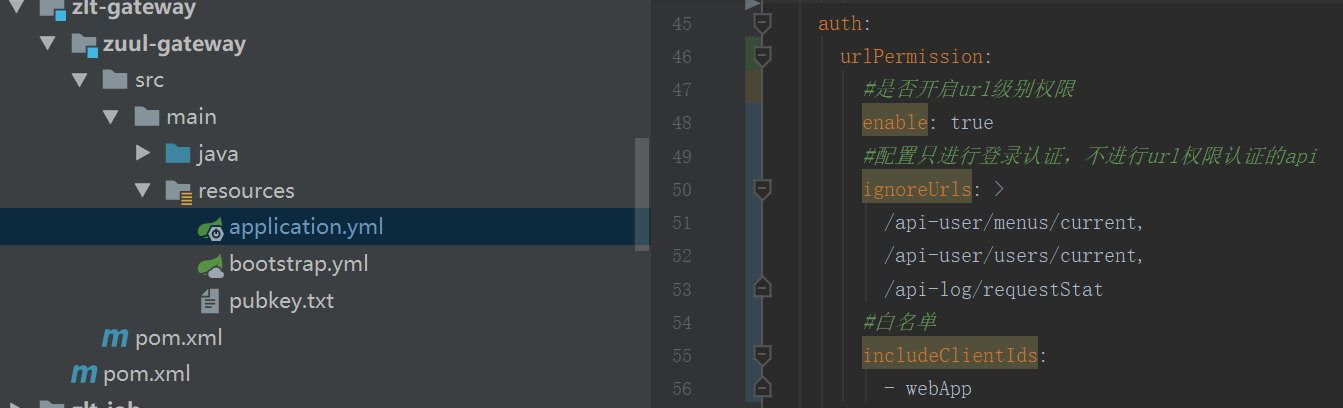 zlt-gateway
zuul-gateway
src
main
java
resources
application.yml
bootstrap.yml
pubkey.txt
pom.xml
pom.xml
zlt-job
45 auth:
46 urlPermission:
47 #是否开启url级别权限
48 enable: true
49 #配置只进行登录认证，不进行url权限认证的api
50 ignoreUrls: >
51 /api-user/menus/current,
52 /api-user/users/current,
53 /api-log/requestStat
54 #白名单
55 includeClientIds:
56 - webApp